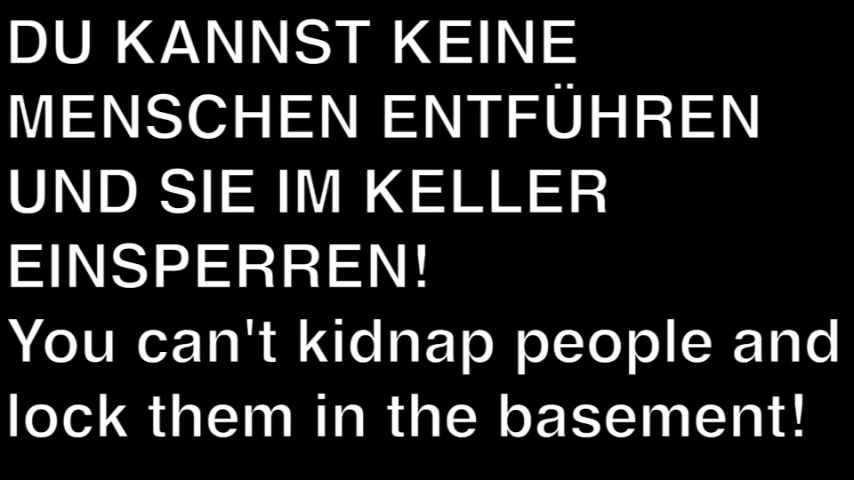 DU KANNST KEINE
MENSCHEN ENTFÜHREN
UND SIE IM KELLER
EINSPERREN!
You can't kidnap people and
lock them in the basement!